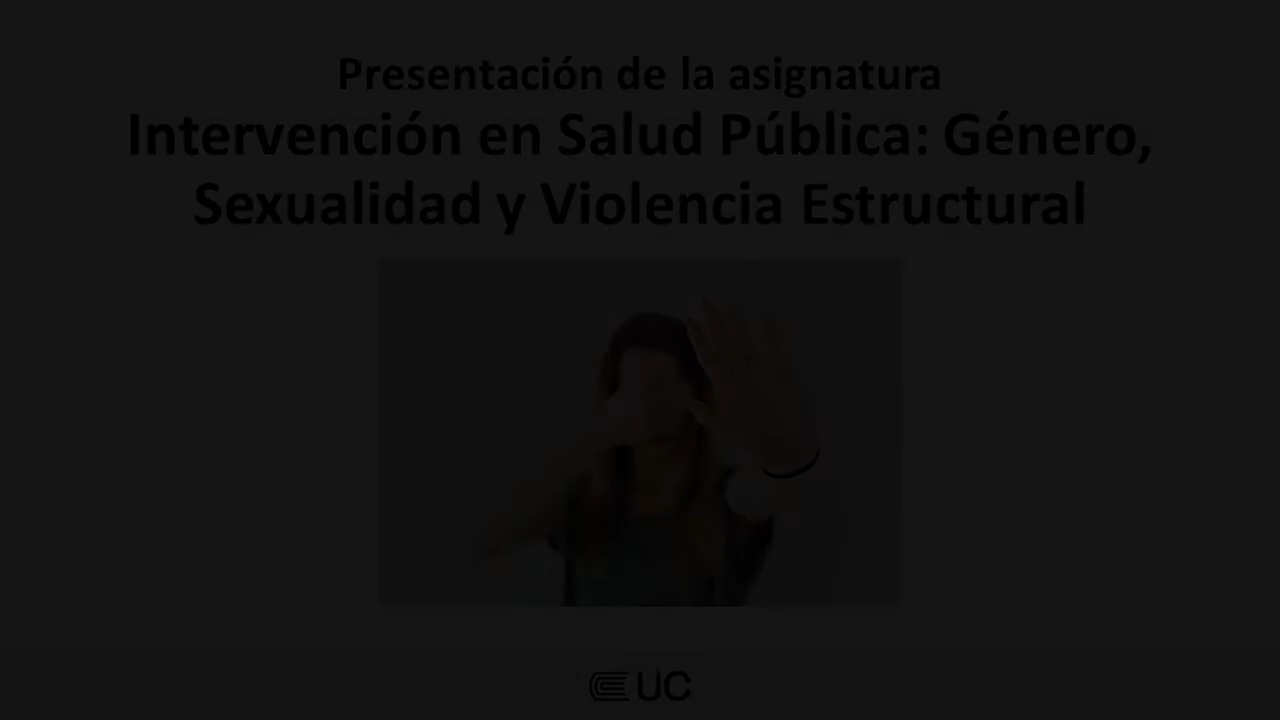 Presentación de la asignatura
Intervención en Salud Pública: Género,
Sexualidad y Violencia Estructural
UC